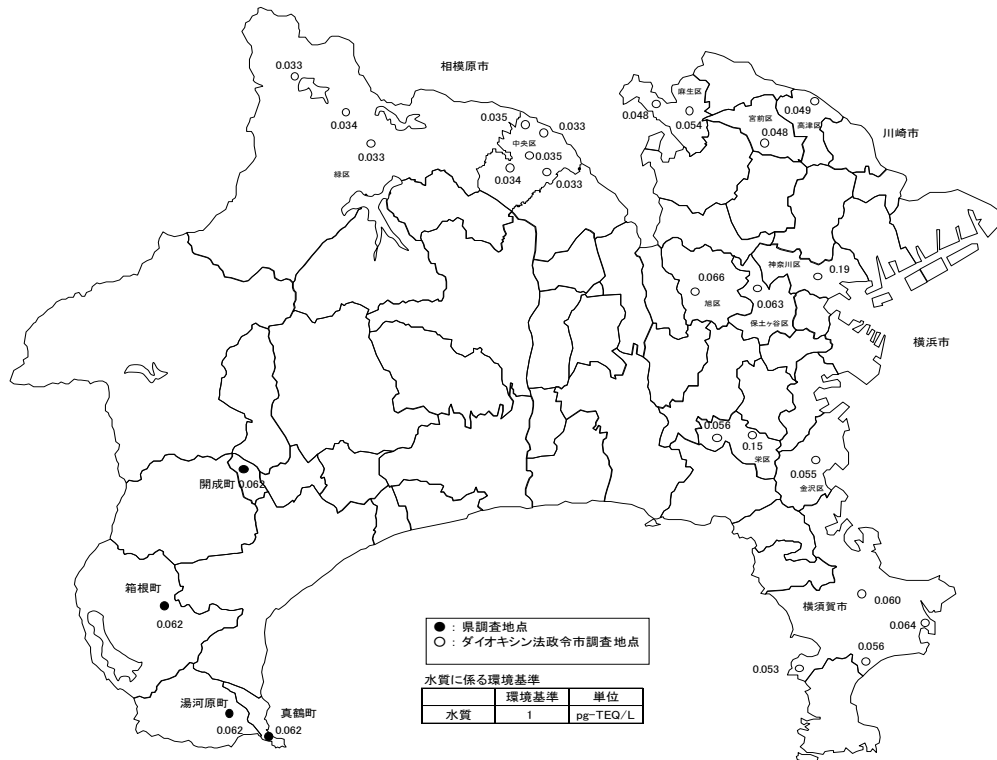 相模原市
0.033
0.034
0.033
緑区
0.035
0.033
中央区
0.035
0.034
0.033
麻生区
0.048
0.054
宮前区
0.048
0.049
高津区
川崎市
神奈川区
0.19
0.066
旭区
0.063
保土ヶ谷区
横浜市
0.056
0.15
栄区
0.055
金沢区
開成町
0.062
箱根町
0.062
湯河原町
0.062
真鶴町
0.062
横須賀市
0.060
0.064
0.056
0.053
● : 県調査地点
○ : ダイオキシン法政令市調査地点
水質に係る環境基準
環境基準 単位
水質 1 pg-TEQ/L